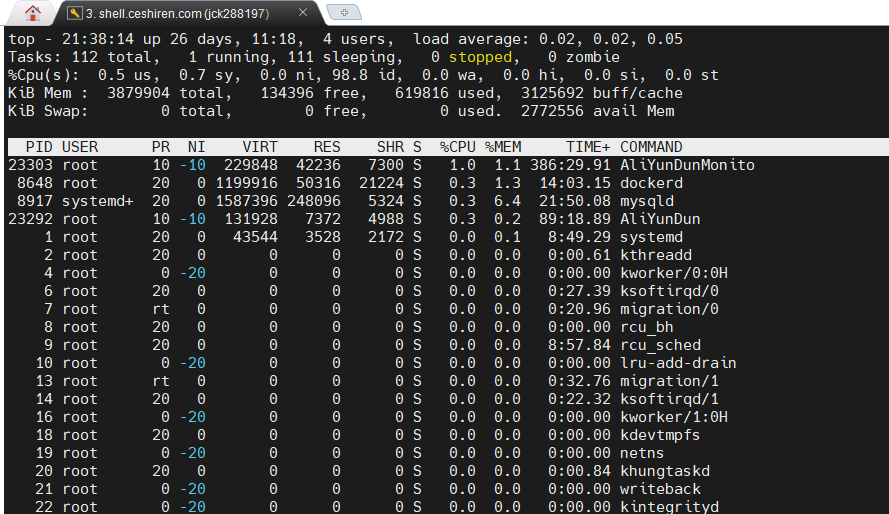 3. shell.ceshiren.com (jck288197)
top - 21:38:14 up 26 days, 11:18,  4 users,  load average: 0.02, 0.02, 0.05
Tasks: 112 total,   1 running, 111 sleeping,   0 stopped,   0 zombie
%Cpu(s):  0.5 us,  0.7 sy,  0.0 ni, 98.8 id,  0.0 wa,  0.0 hi,  0.0 si,  0.0 st
KiB Mem :  3879904 total,   134396 free,   619816 used,  3125692 buff/cache
KiB Swap:        0 total,        0 free,        0 used.  2772556 avail Mem
PID USER      PR  NI    VIRT    RES    SHR S  %CPU %MEM     TIME+ COMMAND
23303 root      10 -10  229848  42236   7300 S   1.0  1.1 386:29.91 AliYunDunMonito
8648 root      20   0 1199916  50316  21224 S   0.3  1.3  14:03.15 dockerd
8917 systemd+  20   0 1587396 248096   5324 S   0.3  6.4  21:50.08 mysqld
23292 root      10 -10  131928   7372   4988 S   0.3  0.2  89:18.89 AliYunDun
1 root      20   0   43544   3528   2172 S   0.0  0.1   8:49.29 systemd
2 root      20   0       0      0      0 S   0.0  0.0   0:00.61 kthreadd
4 root       0 -20       0      0      0 S   0.0  0.0   0:00.00 kworker/0:0H
6 root      20   0       0      0      0 S   0.0  0.0   0:27.39 ksoftirqd/0
7 root      rt   0       0      0      0 S   0.0  0.0   0:20.96 migration/0
8 root      20   0       0      0      0 S   0.0  0.0   0:00.00 rcu_bh
9 root      20   0       0      0      0 S   0.0  0.0   8:57.84 rcu_sched
10 root       0 -20       0      0      0 S   0.0  0.0   0:00.00 lru-add-drain
13 root      rt   0       0      0      0 S   0.0  0.0   0:32.76 migration/1
14 root      20   0       0      0      0 S   0.0  0.0   0:22.32 ksoftirqd/1
16 root       0 -20       0      0      0 S   0.0  0.0   0:00.00 kworker/1:0H
18 root      20   0       0      0      0 S   0.0  0.0   0:00.00 kdevtmpfs
19 root       0 -20       0      0      0 S   0.0  0.0   0:00.00 netns
20 root      20   0       0      0      0 S   0.0  0.0   0:00.84 khungtaskd
21 root       0 -20       0      0      0 S   0.0  0.0   0:00.00 writeback
22 root       0 -20       0      0      0 S   0.0  0.0   0:00.00 kintegrityd